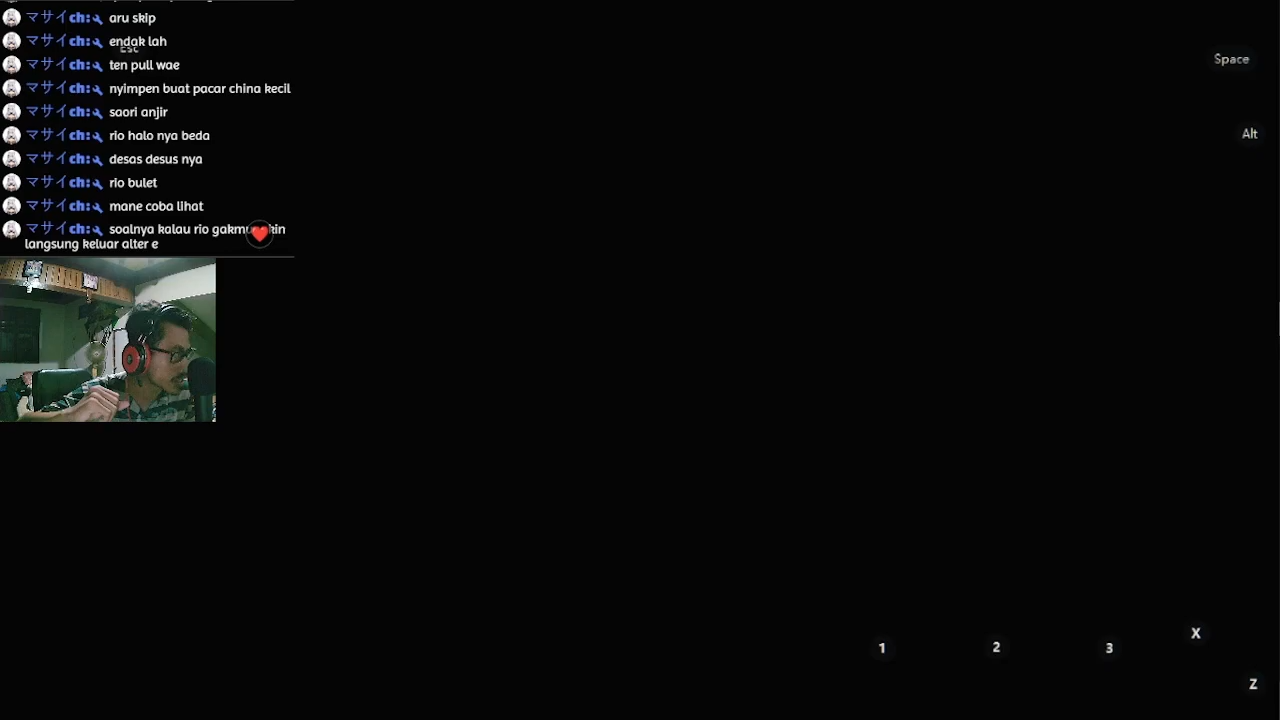 マサイch: aru skip
マサイch: endak lah
Esc
マサイch: ten pull wae
マサイch: nyimpen buat pacar china kecil
マサイch: saori anjir
マサイch: rio halo nya beda
マサイch: desas desus nya
マサイch: rio bulet
マサイch: mane coba lihat
マサイch: soalnya kalau rio
langsung keluar alter e
Space
Alt
1
2
3
X
Z